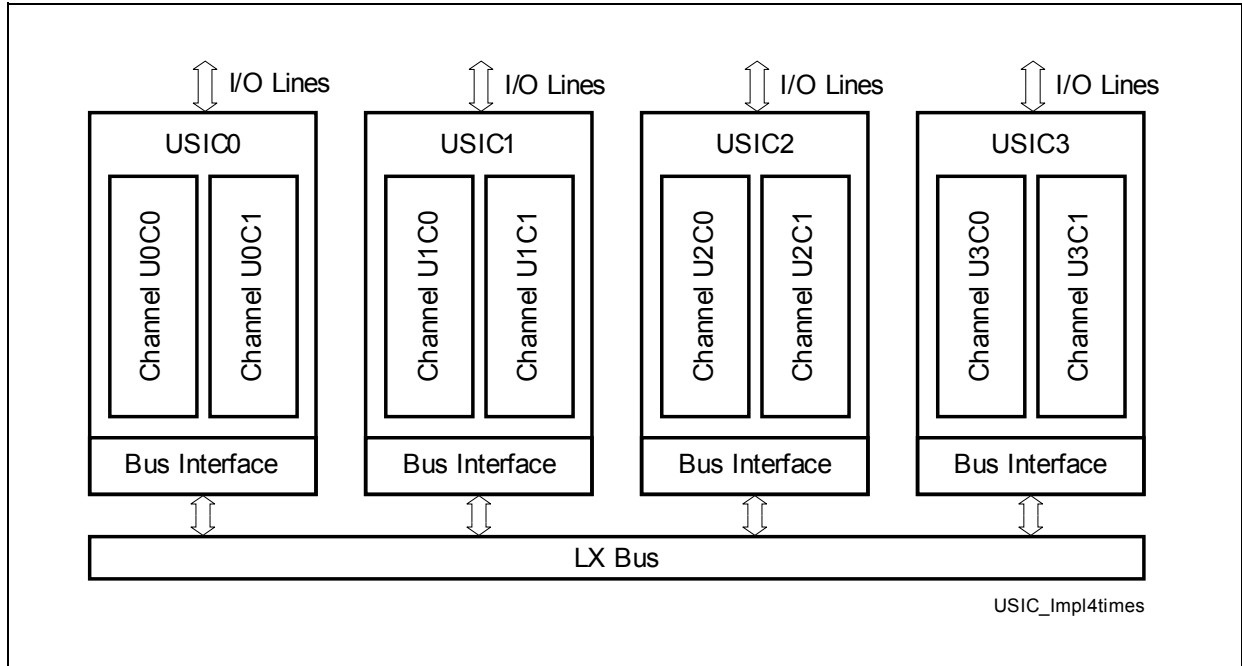 I/O Lines
I/O Lines
I/O Lines
I/O Lines
USIC0
USIC1
USIC2
USIC3
Channel U0C0
Channel U0C1
Channel U1C0
Channel U1C1
Channel U2C0
Channel U2C1
Channel U3C0
Channel U3C1
Bus Interface
Bus Interface
Bus Interface
Bus Interface
LX Bus
USIC_Impl4times